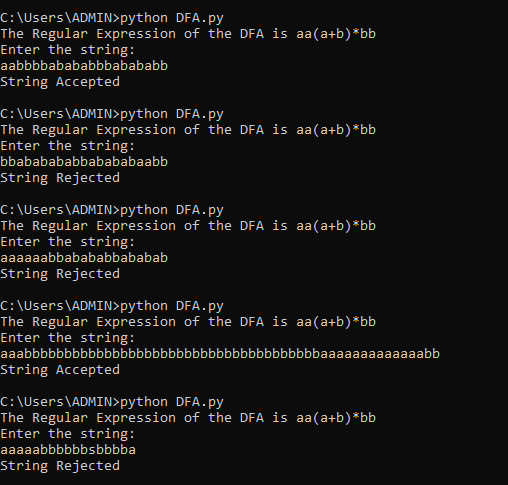 C:\Users\ADMIN>python DFA.py
The Regular Expression of the DFA is aa(a+b)*bb
Enter the string:
aabbbbabababbbabababb
String Accepted
C:\Users\ADMIN>python DFA.py
The Regular Expression of the DFA is aa(a+b)*bb
Enter the string:
bbababababbabababaabb
String Rejected
C:\Users\ADMIN>python DFA.py
The Regular Expression of the DFA is aa(a+b)*bb
Enter the string:
aaaaaabbabababbababab
String Rejected
C:\Users\ADMIN>python DFA.py
The Regular Expression of the DFA is aa(a+b)*bb
Enter the string:
aaabbbbbbbbbbbbbbbbbbbbbbbbbbbbbbbbbbbbbaaaaaaaaaaaaabb
String Accepted
C:\Users\ADMIN>python DFA.py
The Regular Expression of the DFA is aa(a+b)*bb
Enter the string:
aaaaabbbbbbsbbbba
String Rejected